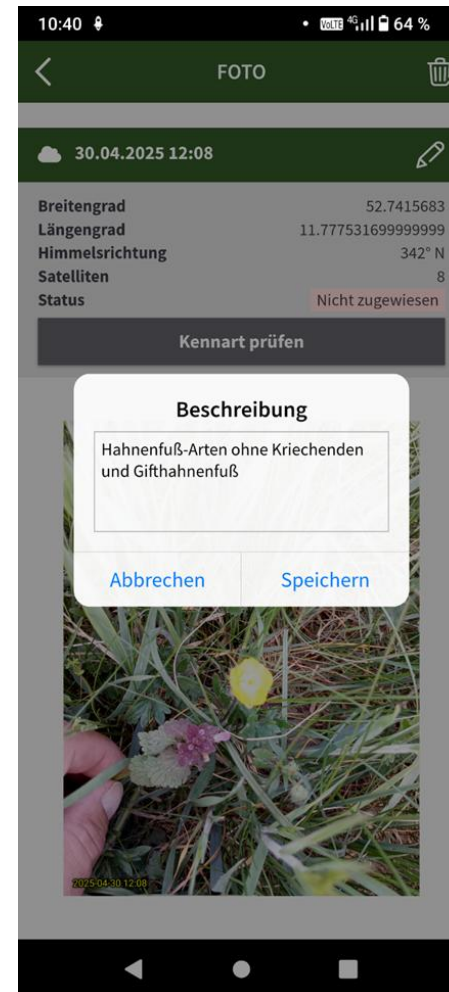 10:40
VoLTE 4G 64 %
FOTO
30.04.2025 12:08
Breitengrad 52.7415683
Längengrad 11.777531699999999
Himmelsrichtung 342° N
Satelliten 8
Status Nicht zugewiesen
Kennart prüfen
Beschreibung
Hahnenfuß-Arten ohne Kriechenden
und Gifthahnenfuß
Abbrechen Speichern
2025-04-30 12:08